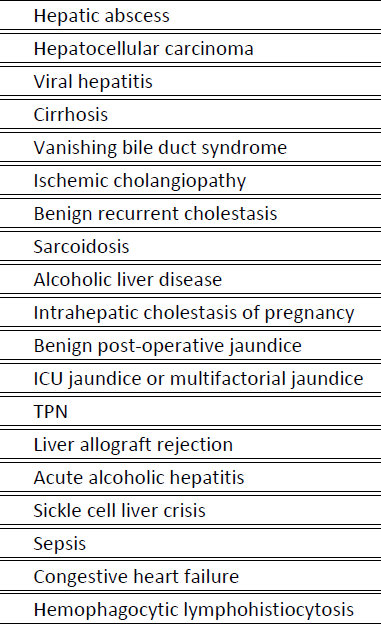 Hepatic abscess
Hepatocellular carcinoma
Viral hepatitis
Cirrhosis
Vanishing bile duct syndrome
Ischemic cholangiopathy
Benign recurrent cholestasis
Sarcoidosis
Alcoholic liver disease
Intrahepatic cholestasis of pregnancy
Benign post-operative jaundice
ICU jaundice or multifactorial jaundice
TPN
Liver allograft rejection
Acute alcoholic hepatitis
Sickle cell liver crisis
Sepsis
Congestive heart failure
Hemophagocytic lymphohistiocytosis